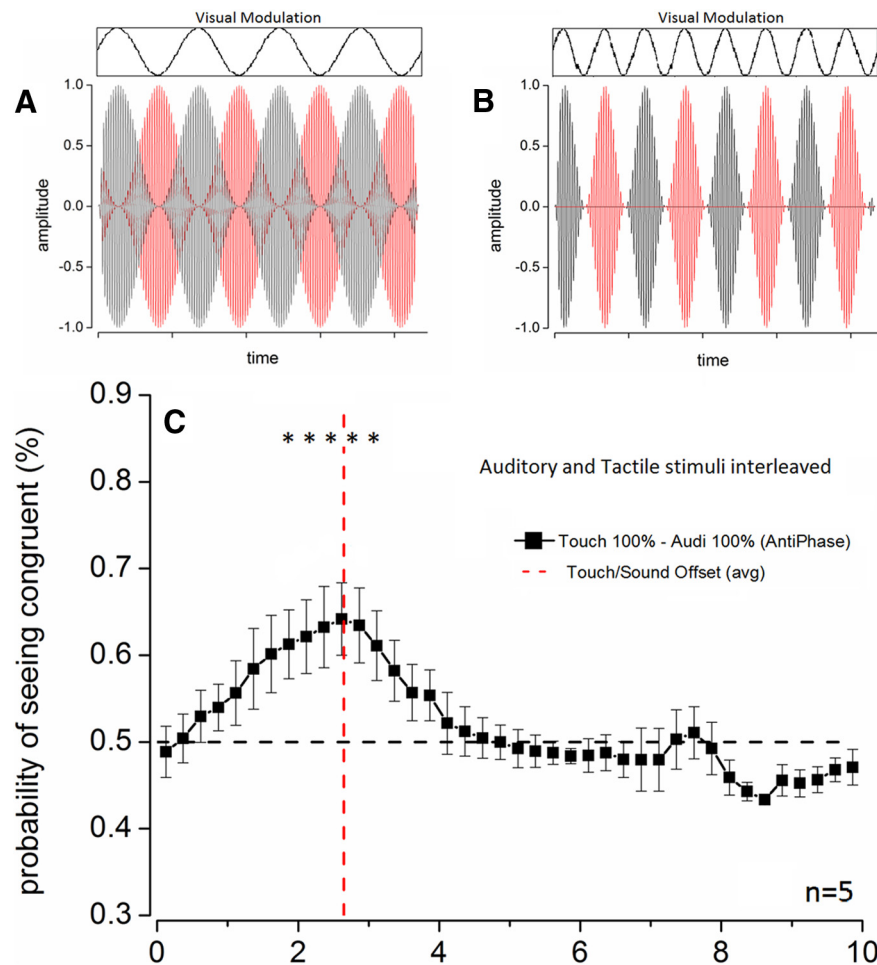 Visual Modulation
A
1.0
0.5
0.0
-0.5
-1.0
amplitude
time
Visual Modulation
B
1.0
0.5
0.0
-0.5
-1.0
amplitude
time
C
* * * * *
Auditory and Tactile stimuli interleaved
Touch 100% - Audi 100% (AntiPhase)
Touch/Sound Offset (avg)
probability of seeing congruent (%)
0.9
0.8
0.7
0.6
0.5
0.4
0.3
n=5
0 2 4 6 8 10